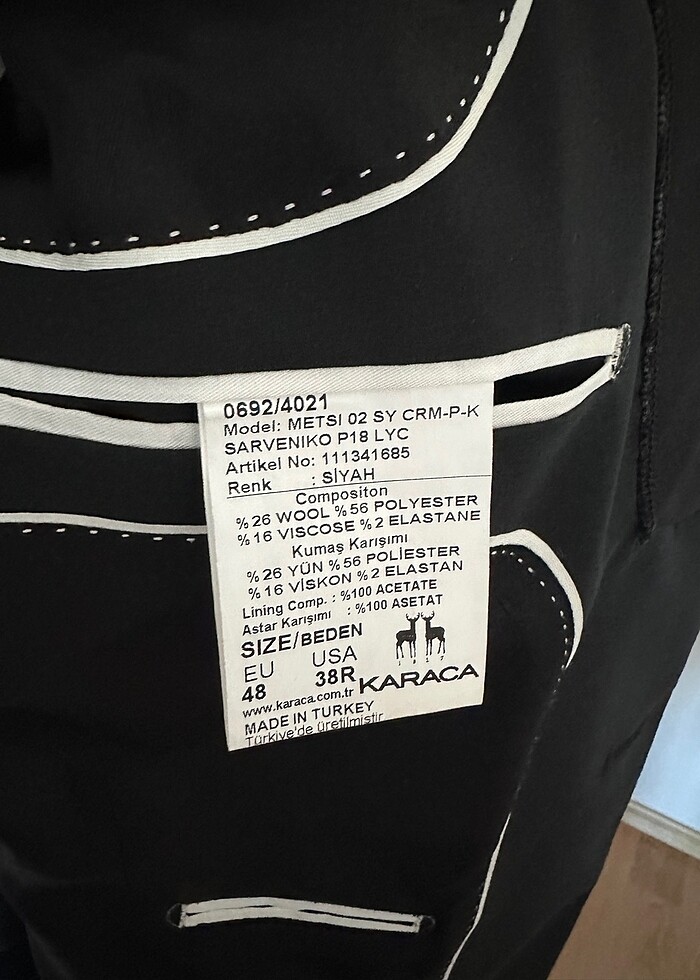 0692/4021
Model: METSI 02 SY CRM-P-K
SARVENIKO P18 LYC
Artikel No: 111341685
Renk : SİYAH
Compositon
%26 WOOL %56 POLYESTER
%16 VISCOSE %2 ELASTANE
Kumaş Karışımı
%26 YÜN %56 POLİESTER
%16 VİSKON %2 ELASTAN
Lining Comp. : %100 ACETATE
Astar Karışımı : %100 ASETAT
SIZE/BEDEN
EU USA
48 38R
1917
KARACA
www.karaca.com.tr
MADE IN TURKEY
Türkiye'de üretilmiştir